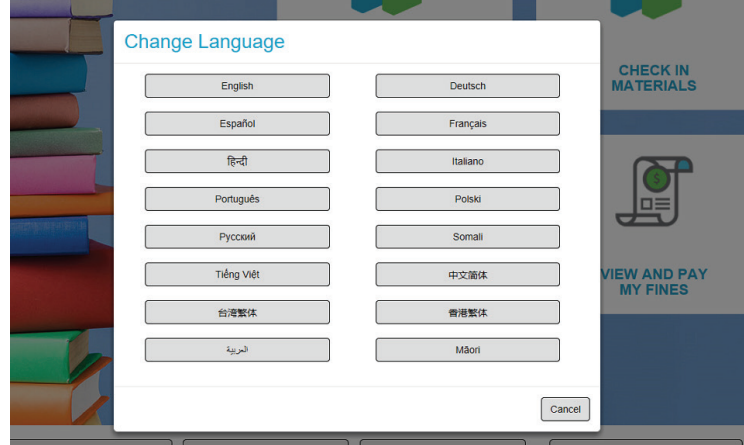 Change Language
English
Deutsch
Español
Français
हिन्दी
Italiano
Português
Polski
Русский
Somali
Tiếng Việt
中文简体
台湾繁体
香港繁体
العربية
Māori
Cancel
CHECK IN
MATERIALS
VIEW AND PAY
MY FINES